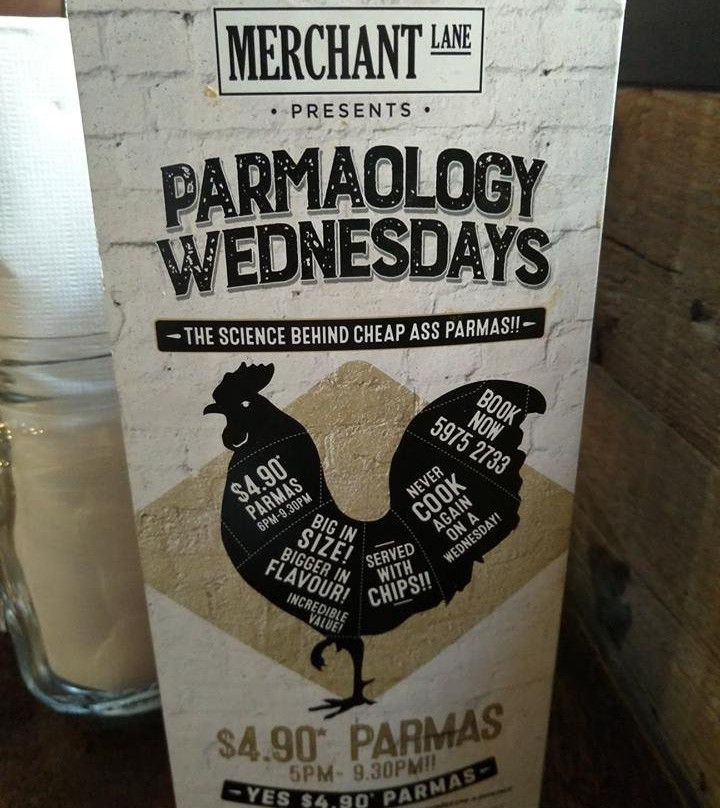 MERCHANT LANE
• PRESENTS •
PARMAOLOGY
WEDNESDAYS
-THE SCIENCE BEHIND CHEAP ASS PARMAS!!-
$4.90*
PARMAS
6PM-9.30PM
BIG IN
SIZE!
BIGGER IN
FLAVOUR!
INCREDIBLE
VALUE!
SERVED
WITH
CHIPS!!
NEVER
COOK
AGAIN
ON A
WEDNESDAY!
BOOK
NOW
5975 2733
$4.90* PARMAS
5PM- 9.30PM!!
-YES $4.90* PARMAS-